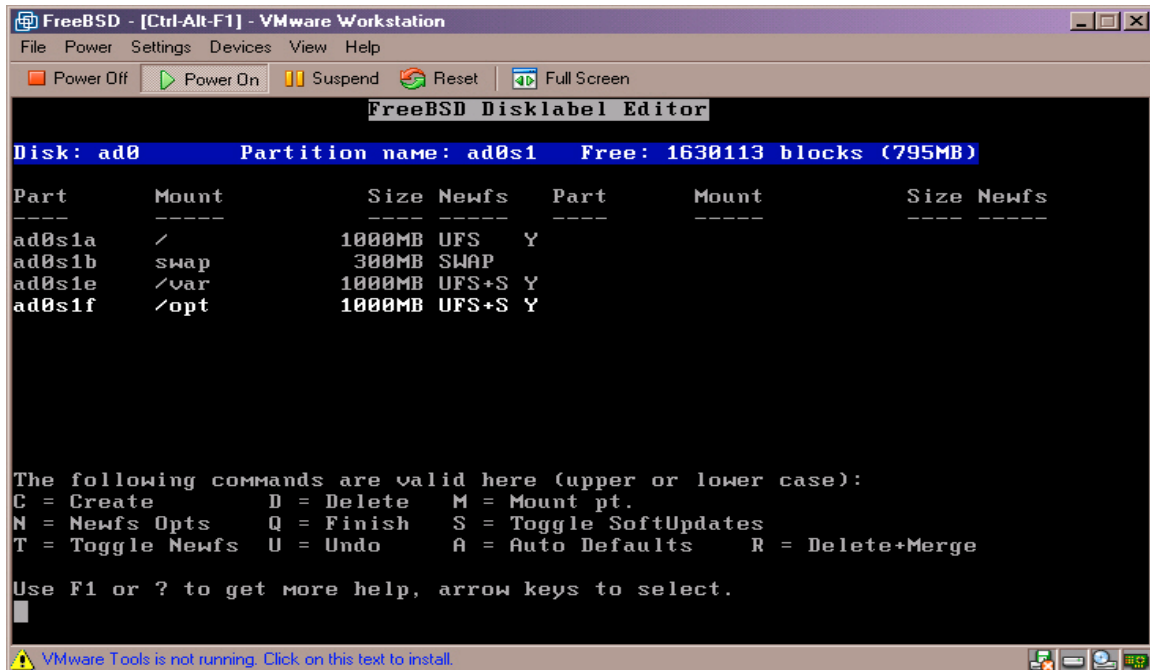 FreeBSD - [Ctrl-Alt-F1] - VMware Workstation
File Power Settings Devices View Help
Power Off Power On Suspend Reset Full Screen
FreeBSD Disklabel Editor
Disk: ad0 Partition name: ad0s1 Free: 1630113 blocks (795MB)
Part Mount Size Newfs Part Mount Size Newfs
---- ----- ---- ----- ---- ----- ---- -----
ad0s1a / 1000MB UFS Y
ad0s1b swap 300MB SWAP
ad0s1e /var 1000MB UFS+S Y
ad0s1f /opt 1000MB UFS+S Y
The following commands are valid here (upper or lower case):
C = Create D = Delete M = Mount pt.
N = Newfs Opts Q = Finish S = Toggle SoftUpdates
T = Toggle Newfs U = Undo A = Auto Defaults R = Delete+Merge
Use F1 or ? to get more help, arrow keys to select.
VMware Tools is not running. Click on this text to install.